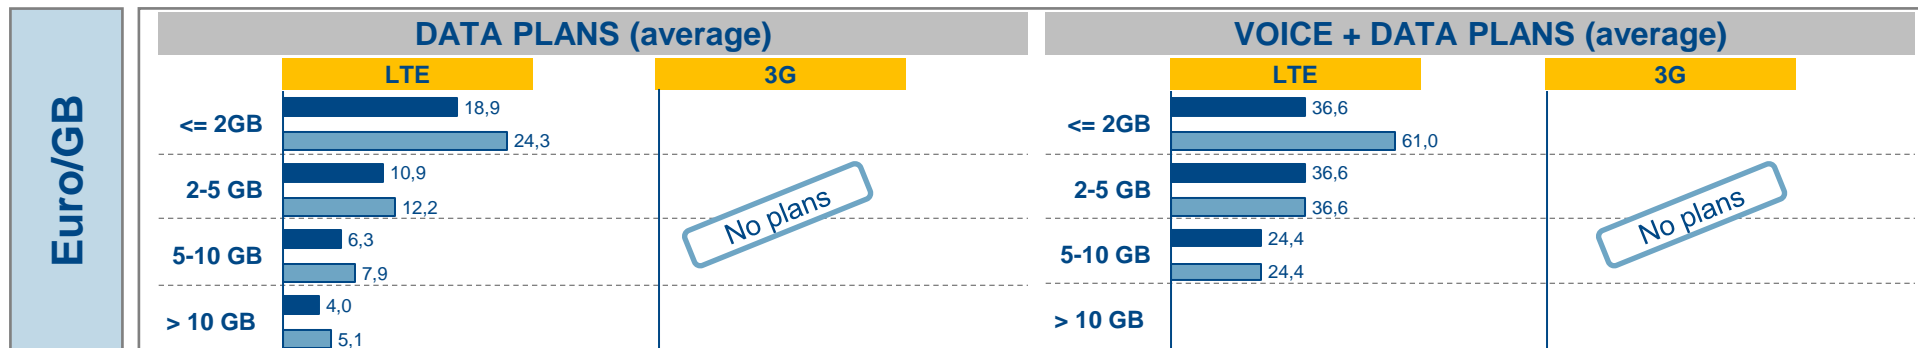 Euro/GB
DATA PLANS (average)
LTE
3G
<= 2GB
18,9
24,3
2-5 GB
10,9
12,2
5-10 GB
6,3
7,9
> 10 GB
4,0
5,1
No plans
VOICE + DATA PLANS (average)
LTE
3G
<= 2GB
36,6
61,0
2-5 GB
36,6
36,6
5-10 GB
24,4
24,4
> 10 GB
No plans